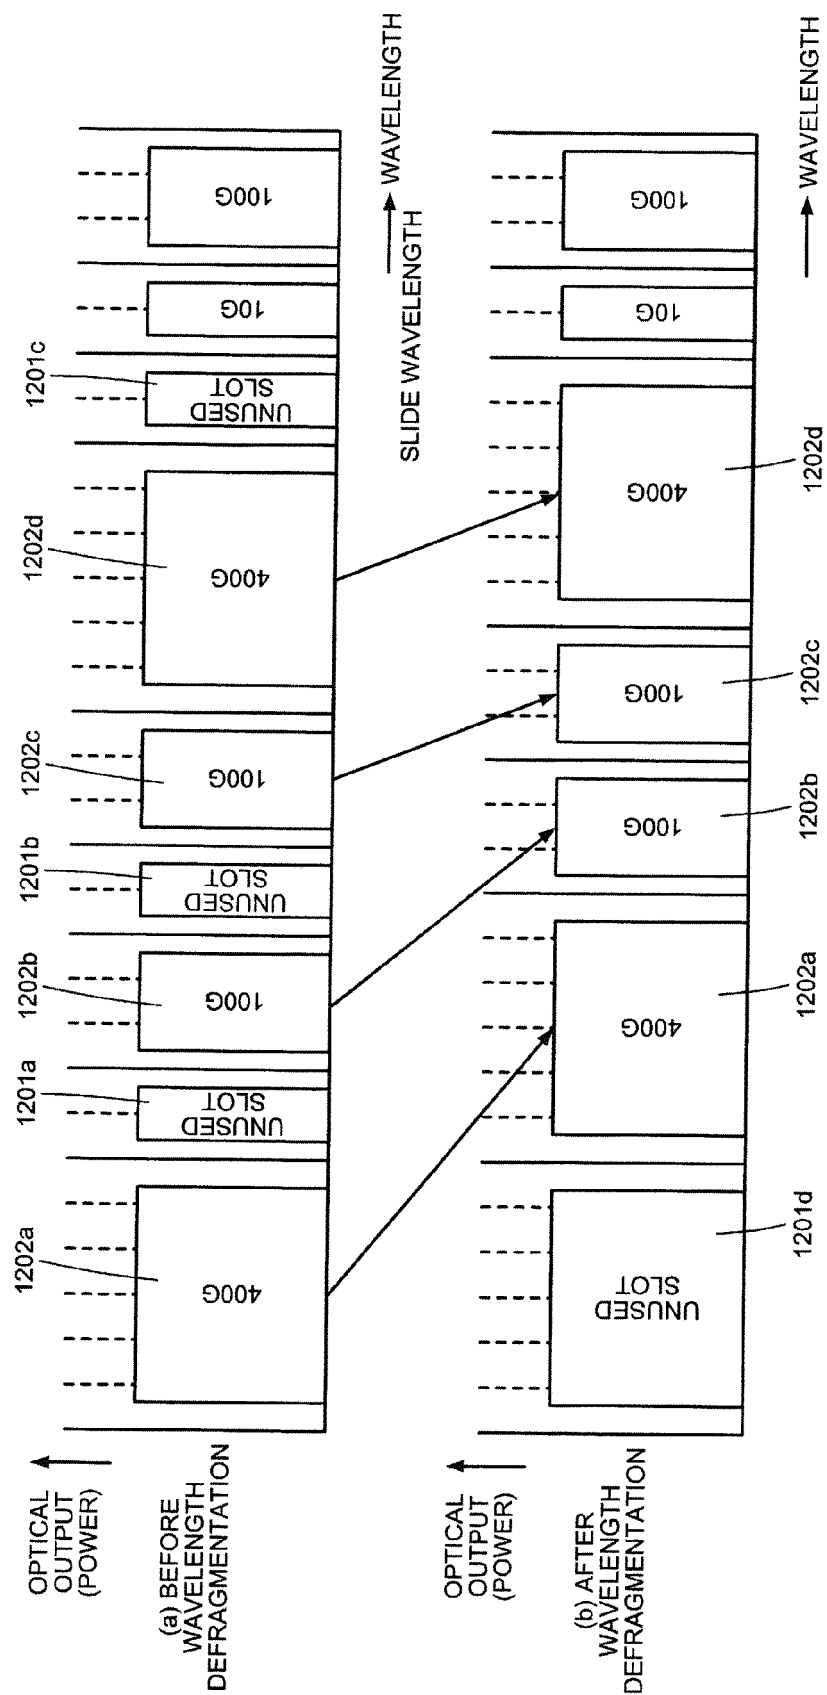 OPTICAL
OUTPUT
(POWER)
(a) BEFORE
WAVELENGTH
DEFRAGMENTATION
1202a
1201a
1202b
1201b
1202c
1202d
1201c
400G
UNUSED
SLOT
100G
UNUSED
SLOT
100G
400G
UNUSED
SLOT
10G
100G
WAVELENGTH
SLIDE WAVELENGTH
OPTICAL
OUTPUT
(POWER)
(b) AFTER
WAVELENGTH
DEFRAGMENTATION
UNUSED
SLOT
400G
100G
100G
400G
10G
100G
1201d
1202a
1202b
1202c
1202d
WAVELENGTH